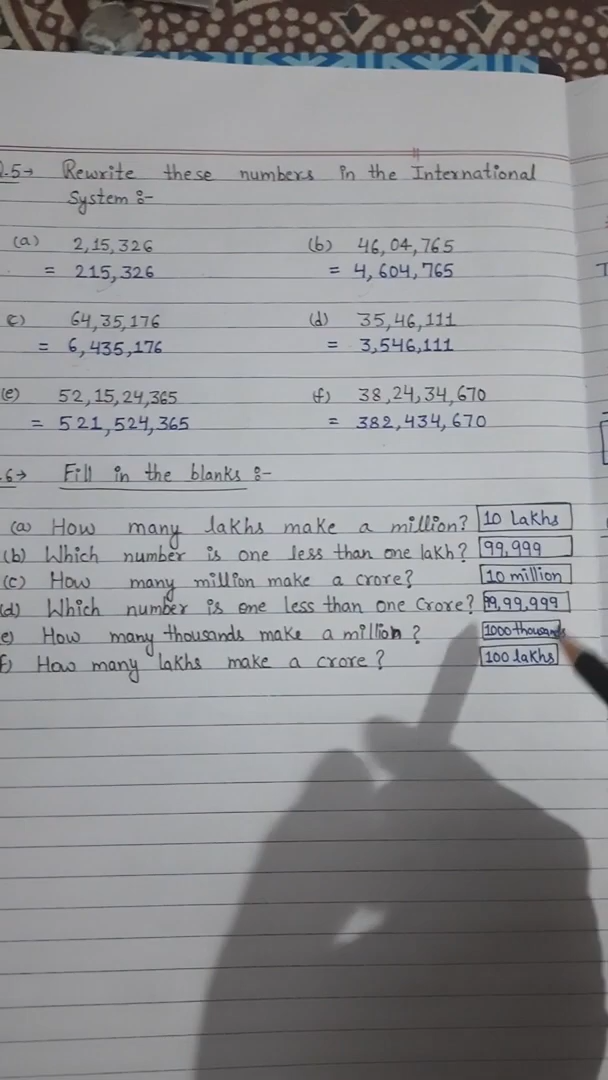 Q.5→ Rewrite these numbers in the International
System :-
(a) 2,15,326 (b) 46,04,765
= 215,326 = 4,604,765
(c) 64,35,176 (d) 35,46,111
= 6,435,176 = 3,546,111
(e) 52,15,24,365 (f) 38,24,34,670
= 521,524,365 = 382,434,670
.6→ Fill in the blanks :-
(a) How many lakhs make a million? 10 Lakhs
(b) Which number is one less than one lakh? 99,999
(c) How many million make a crore? 10 million
(d) Which number is one less than one crore? 99,99,999
e) How many thousands make a million? 1000 thousands
f) How many lakhs make a crore? 100 lakhs